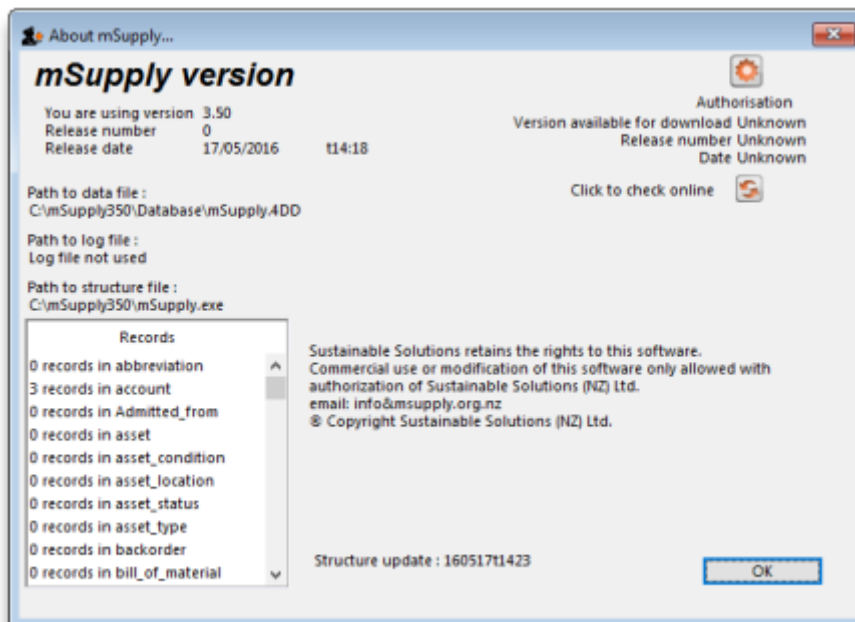 About mSupply...
mSupply version
You are using version 3.50
Release number 0
Release date 17/05/2016 t14:18
Authorisation
Version available for download Unknown
Release number Unknown
Date Unknown
Click to check online
Path to data file :
C:\mSupply350\Database\mSupply.4DD
Path to log file :
Log file not used
Path to structure file :
C:\mSupply350\mSupply.exe
Records
0 records in abbreviation
3 records in account
0 records in Admitted_from
0 records in asset
0 records in asset_condition
0 records in asset_location
0 records in asset_status
0 records in asset_type
0 records in backorder
0 records in bill_of_material
Sustainable Solutions retains the rights to this software.
Commercial use or modification of this software only allowed with
authorization of Sustainable Solutions (NZ) Ltd.
email: info&msupply.org.nz
® Copyright Sustainable Solutions (NZ) Ltd.
Structure update : 160517t1423
OK